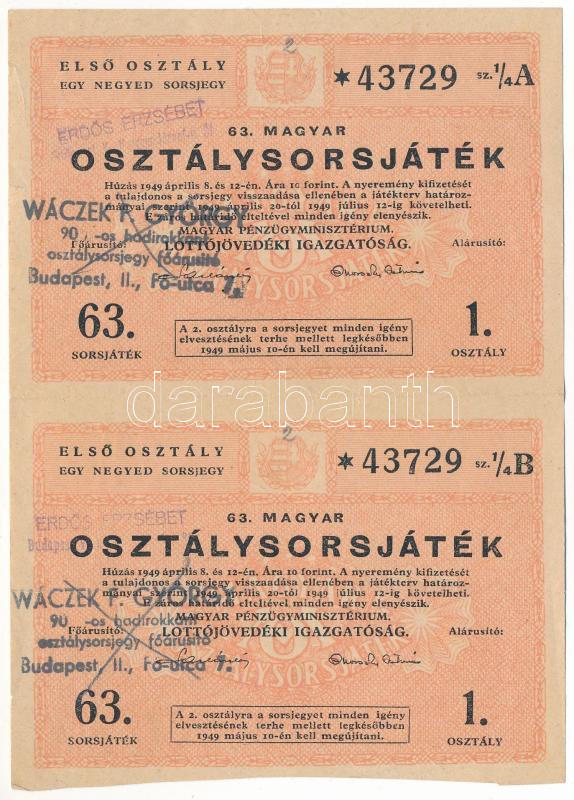 2
ELSŐ OSZTÁLY
EGY NEGYED SORSJEGY
*43729 sz. 1/4 A
ERDŐS ERZSÉBET
63. MAGYAR
OSZTÁLYSORSJÁTÉK
Húzás 1949 április 8. és 12-én. Ára 10 forint. A nyeremény kifizetését
a tulajdonos a sorsjegy visszaadása ellenében a játékterv határoz-
mányai szerint 1949 április 20-tól 1949 július 12-ig követelheti.
E záros határidő elteltével minden igény elenyészik.
MAGYAR PÉNZÜGYMINISZTÉRIUM.
Főárusító: LOTTÓJÖVEDÉKI IGAZGATÓSÁG. Alárusító:
WÁCZEK F. GYÖRGY
90 -os hadirokkant
osztálysorsjegy főárusító
Budapest, II., Fő-utca 7.
63.
SORSJÁTÉK
A 2. osztályra a sorsjegyet minden igény
elvesztésének terhe mellett legkésőbben
1949 május 10-én kell megújítani.
1.
OSZTÁLY
darabanth
2
ELSŐ OSZTÁLY
EGY NEGYED SORSJEGY
*43729 sz. 1/4 B
ERDŐS ERZSÉBET
Budapest
63. MAGYAR
OSZTÁLYSORSJÁTÉK
Húzás 1949 április 8. és 12-én. Ára 10 forint. A nyeremény kifizetését
a tulajdonos a sorsjegy visszaadása ellenében a játékterv határoz-
mányai szerint 1949 április 20-tól 1949 július 12-ig követelheti.
E záros határidő elteltével minden igény elenyészik.
MAGYAR PÉNZÜGYMINISZTÉRIUM.
Főárusító: LOTTÓJÖVEDÉKI IGAZGATÓSÁG. Alárusító:
WÁCZEK F. GYÖRGY
90 -os hadirokkant
osztálysorsjegy főárusító
Budapest, II., Fő-utca 7.
63.
SORSJÁTÉK
A 2. osztályra a sorsjegyet minden igény
elvesztésének terhe mellett legkésőbben
1949 május 10-én kell megújítani.
1.
OSZTÁLY